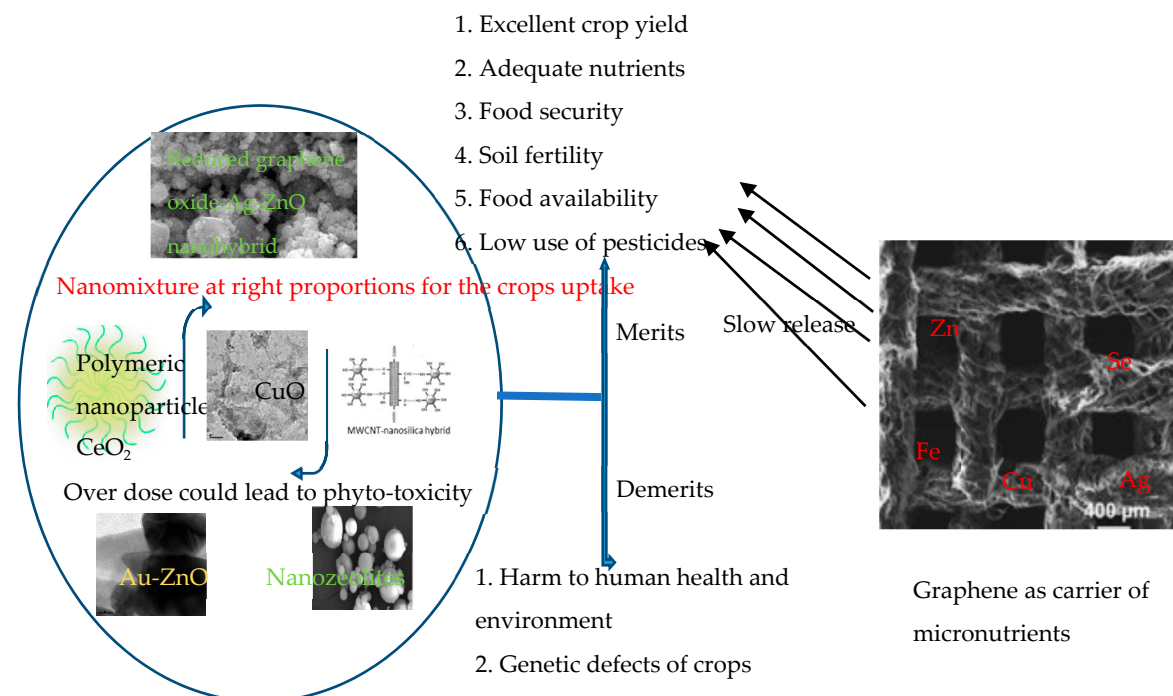 1. Excellent crop yield
2. Adequate nutrients
3. Food security
4. Soil fertility
5. Food availability
6. Low use of pesticides
Reduced graphene
oxide-Ag-ZnO
nanohybrid
Nanomixture at right proportions for the crops uptake
Polymeric
nanoparticle
CeO₂
CuO
MWCNT-nanosilica hybrid
Over dose could lead to phyto-toxicity
Au-ZnO
Nanozeolites
Merits
Demerits
1. Harm to human health and
environment
2. Genetic defects of crops
Slow release
Zn
Se
Fe
Cu
Ag
400 µm
Graphene as carrier of
micronutrients